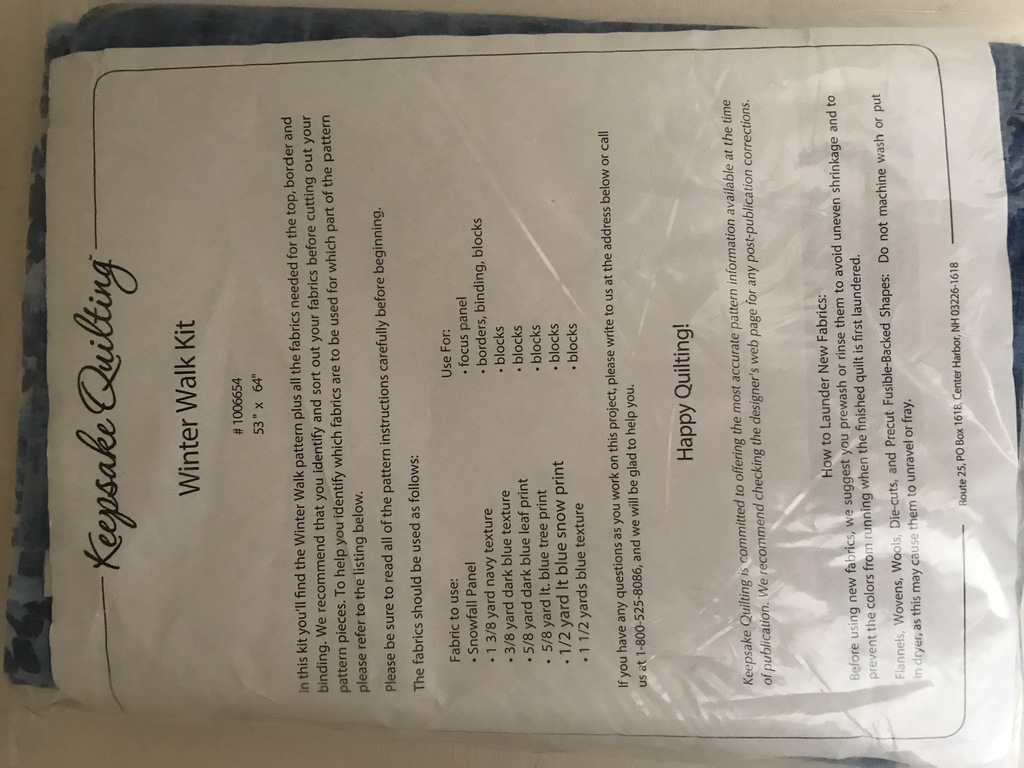 Keepsake Quilting™
Winter Walk Kit
# 1006654
53" x 64"
In this kit you'll find the Winter Walk pattern plus all the fabrics needed for the top, border and
binding. We recommend that you identify and sort out your fabrics before cutting out your
pattern pieces. To help you identify which fabrics are to be used for which part of the pattern
please refer to the listing below.
Please be sure to read all of the pattern instructions carefully before beginning.
The fabrics should be used as follows:
Fabric to use: Use For:
• Snowfall Panel • focus panel
• 1 3/8 yard navy texture • borders, binding, blocks
• 3/8 yard dark blue texture • blocks
• 5/8 yard dark blue leaf print • blocks
• 5/8 yard lt. blue tree print • blocks
• 1/2 yard lt blue snow print • blocks
• 1 1/2 yards blue texture • blocks
If you have any questions as you work on this project, please write to us at the address below or call
us at 1-800-525-8086, and we will be glad to help you.
Happy Quilting!
Keepsake Quilting is committed to offering the most accurate pattern information available at the time
of publication. We recommend checking the designer's web page for any post-publication corrections.
How to Launder New Fabrics:
Before using new fabrics, we suggest you prewash or rinse them to avoid uneven shrinkage and to
prevent the colors from running when the finished quilt is first laundered.
Flannels, Wovens, Wools, Die-cuts, and Precut Fusible-Backed Shapes: Do not machine wash or put
in dryer, as this may cause them to unravel or fray.
Route 25, PO Box 1618, Center Harbor, NH 03226-1618